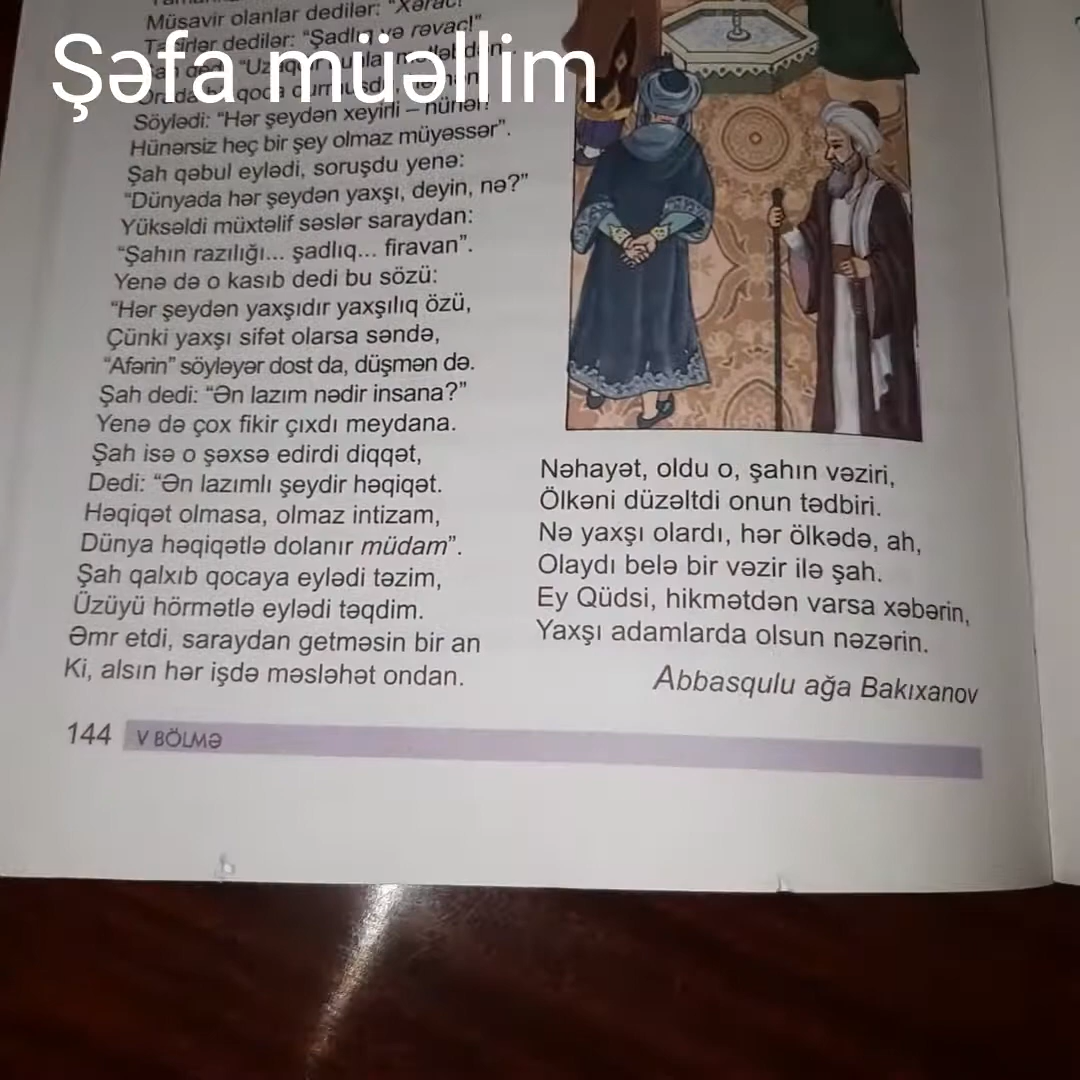 Müşavir olanlar dedilər: "Xərac!
dedilər: "Şadlıq və rəvac!"
Şəfa müəllim
Söylədi: "Hər şeydən xeyirli – hünər!
Hünərsiz heç bir şey olmaz müyəssər".
Şah qəbul eylədi, soruşdu yenə:
"Dünyada hər şeydən yaxşı, deyin, nə?"
Yüksəldi müxtəlif səslər saraydan:
"Şahın razılığı... şadlıq... firavan".
Yenə də o kasıb dedi bu sözü:
"Hər şeydən yaxşıdır yaxşılıq özü,
Çünki yaxşı sifət olarsa səndə,
"Afərin" söyləyər dost da, düşmən də.
Şah dedi: "Ən lazım nədir insana?"
Yenə də çox fikir çıxdı meydana.
Şah isə o şəxsə edirdi diqqət,
Dedi: "Ən lazımlı şeydir həqiqət.
Həqiqət olmasa, olmaz intizam,
Dünya həqiqətlə dolanır müdam".
Şah qalxıb qocaya eylədi təzim,
Üzüyü hörmətlə eylədi təqdim.
Əmr etdi, saraydan getməsin bir an
Ki, alsın hər işdə məsləhət ondan.
Nəhayət, oldu o, şahın vəziri,
Ölkəni düzəltdi onun tədbiri.
Nə yaxşı olardı, hər ölkədə, ah,
Olaydı belə bir vəzir ilə şah.
Ey Qüdsi, hikmətdən varsa xəbərin,
Yaxşı adamlarda olsun nəzərin.
Abbasqulu ağa Bakıxanov
144 V BÖLMƏ